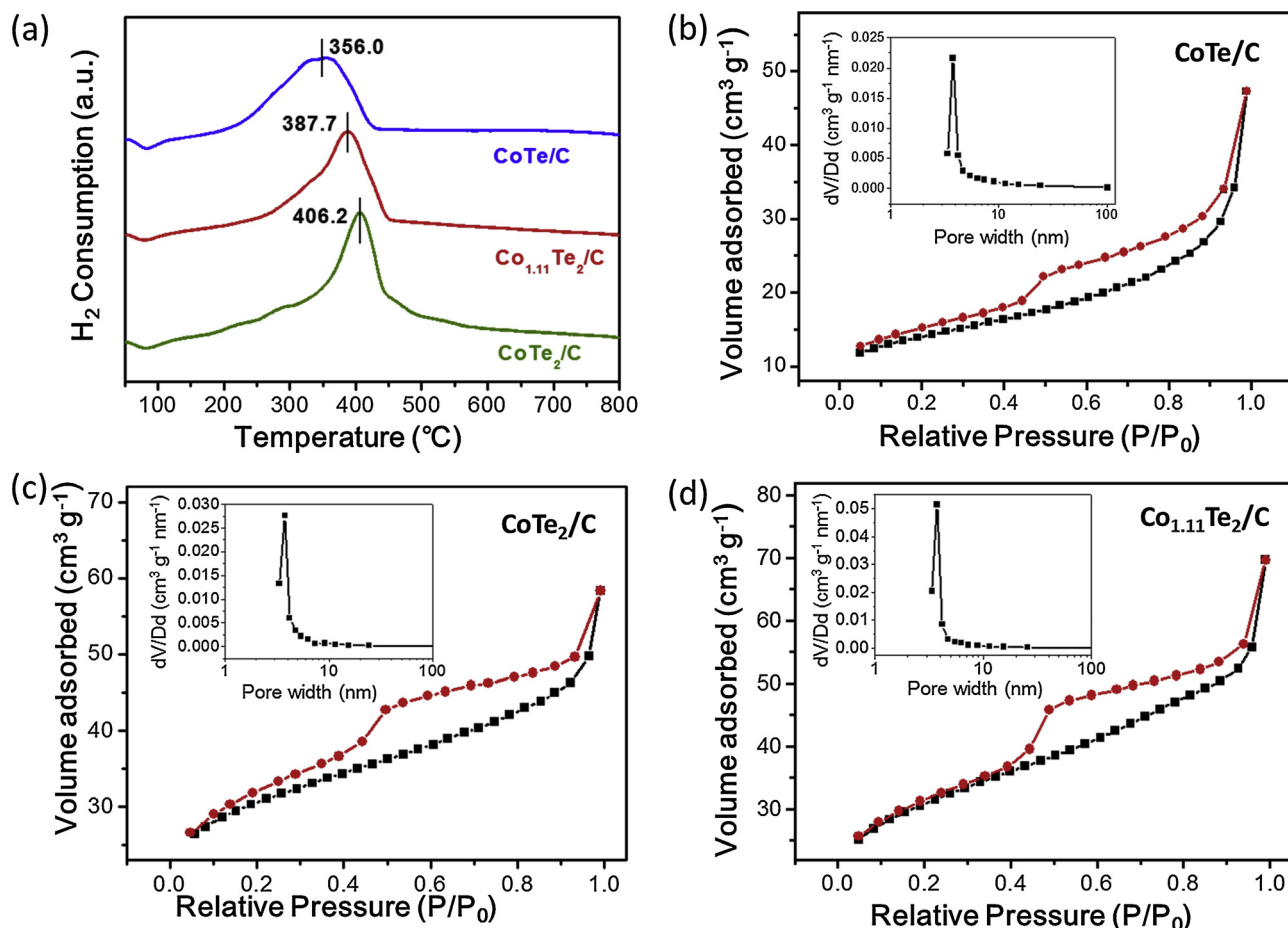 (a)
H₂ Consumption (a.u.)
356.0
387.7
406.2
CoTe/C
Co₁.₁₁Te₂/C
CoTe₂/C
100 200 300 400 500 600 700 800
Temperature (°C)
(b)
CoTe/C
Volume adsorbed (cm³ g⁻¹)
50
40
30
20
10
0.0 0.2 0.4 0.6 0.8 1.0
Relative Pressure (P/P₀)
dV/Dd (cm³ g⁻¹ nm⁻¹)
0.025
0.020
0.015
0.010
0.005
0.000
1 10 100
Pore width (nm)
(c)
CoTe₂/C
Volume adsorbed (cm³ g⁻¹)
70
60
50
40
30
0.0 0.2 0.4 0.6 0.8 1.0
Relative Pressure (P/P₀)
dV/Dd (cm³ g⁻¹ nm⁻¹)
0.030
0.025
0.020
0.015
0.010
0.005
0.000
1 10 100
Pore width (nm)
(d)
Co₁.₁₁Te₂/C
Volume adsorbed (cm³ g⁻¹)
80
70
60
50
40
30
0.0 0.2 0.4 0.6 0.8 1.0
Relative Pressure (P/P₀)
dV/Dd (cm³ g⁻¹ nm⁻¹)
0.05
0.04
0.03
0.02
0.01
0.00
1 10 100
Pore width (nm)